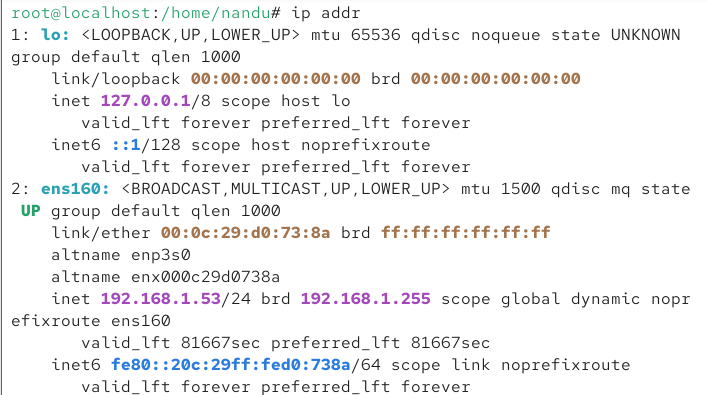 root@localhost:/home/nandu# ip addr
1: lo: <LOOPBACK,UP,LOWER_UP> mtu 65536 qdisc noqueue state UNKNOWN
group default qlen 1000
    link/loopback 00:00:00:00:00:00 brd 00:00:00:00:00:00
    inet 127.0.0.1/8 scope host lo
       valid_lft forever preferred_lft forever
    inet6 ::1/128 scope host noprefixroute
       valid_lft forever preferred_lft forever
2: ens160: <BROADCAST,MULTICAST,UP,LOWER_UP> mtu 1500 qdisc mq state
 UP group default qlen 1000
    link/ether 00:0c:29:d0:73:8a brd ff:ff:ff:ff:ff:ff
    altname enp3s0
    altname enx000c29d0738a
    inet 192.168.1.53/24 brd 192.168.1.255 scope global dynamic nopr
efixroute ens160
       valid_lft 81667sec preferred_lft 81667sec
    inet6 fe80::20c:29ff:fed0:738a/64 scope link noprefixroute
       valid_lft forever preferred_lft forever